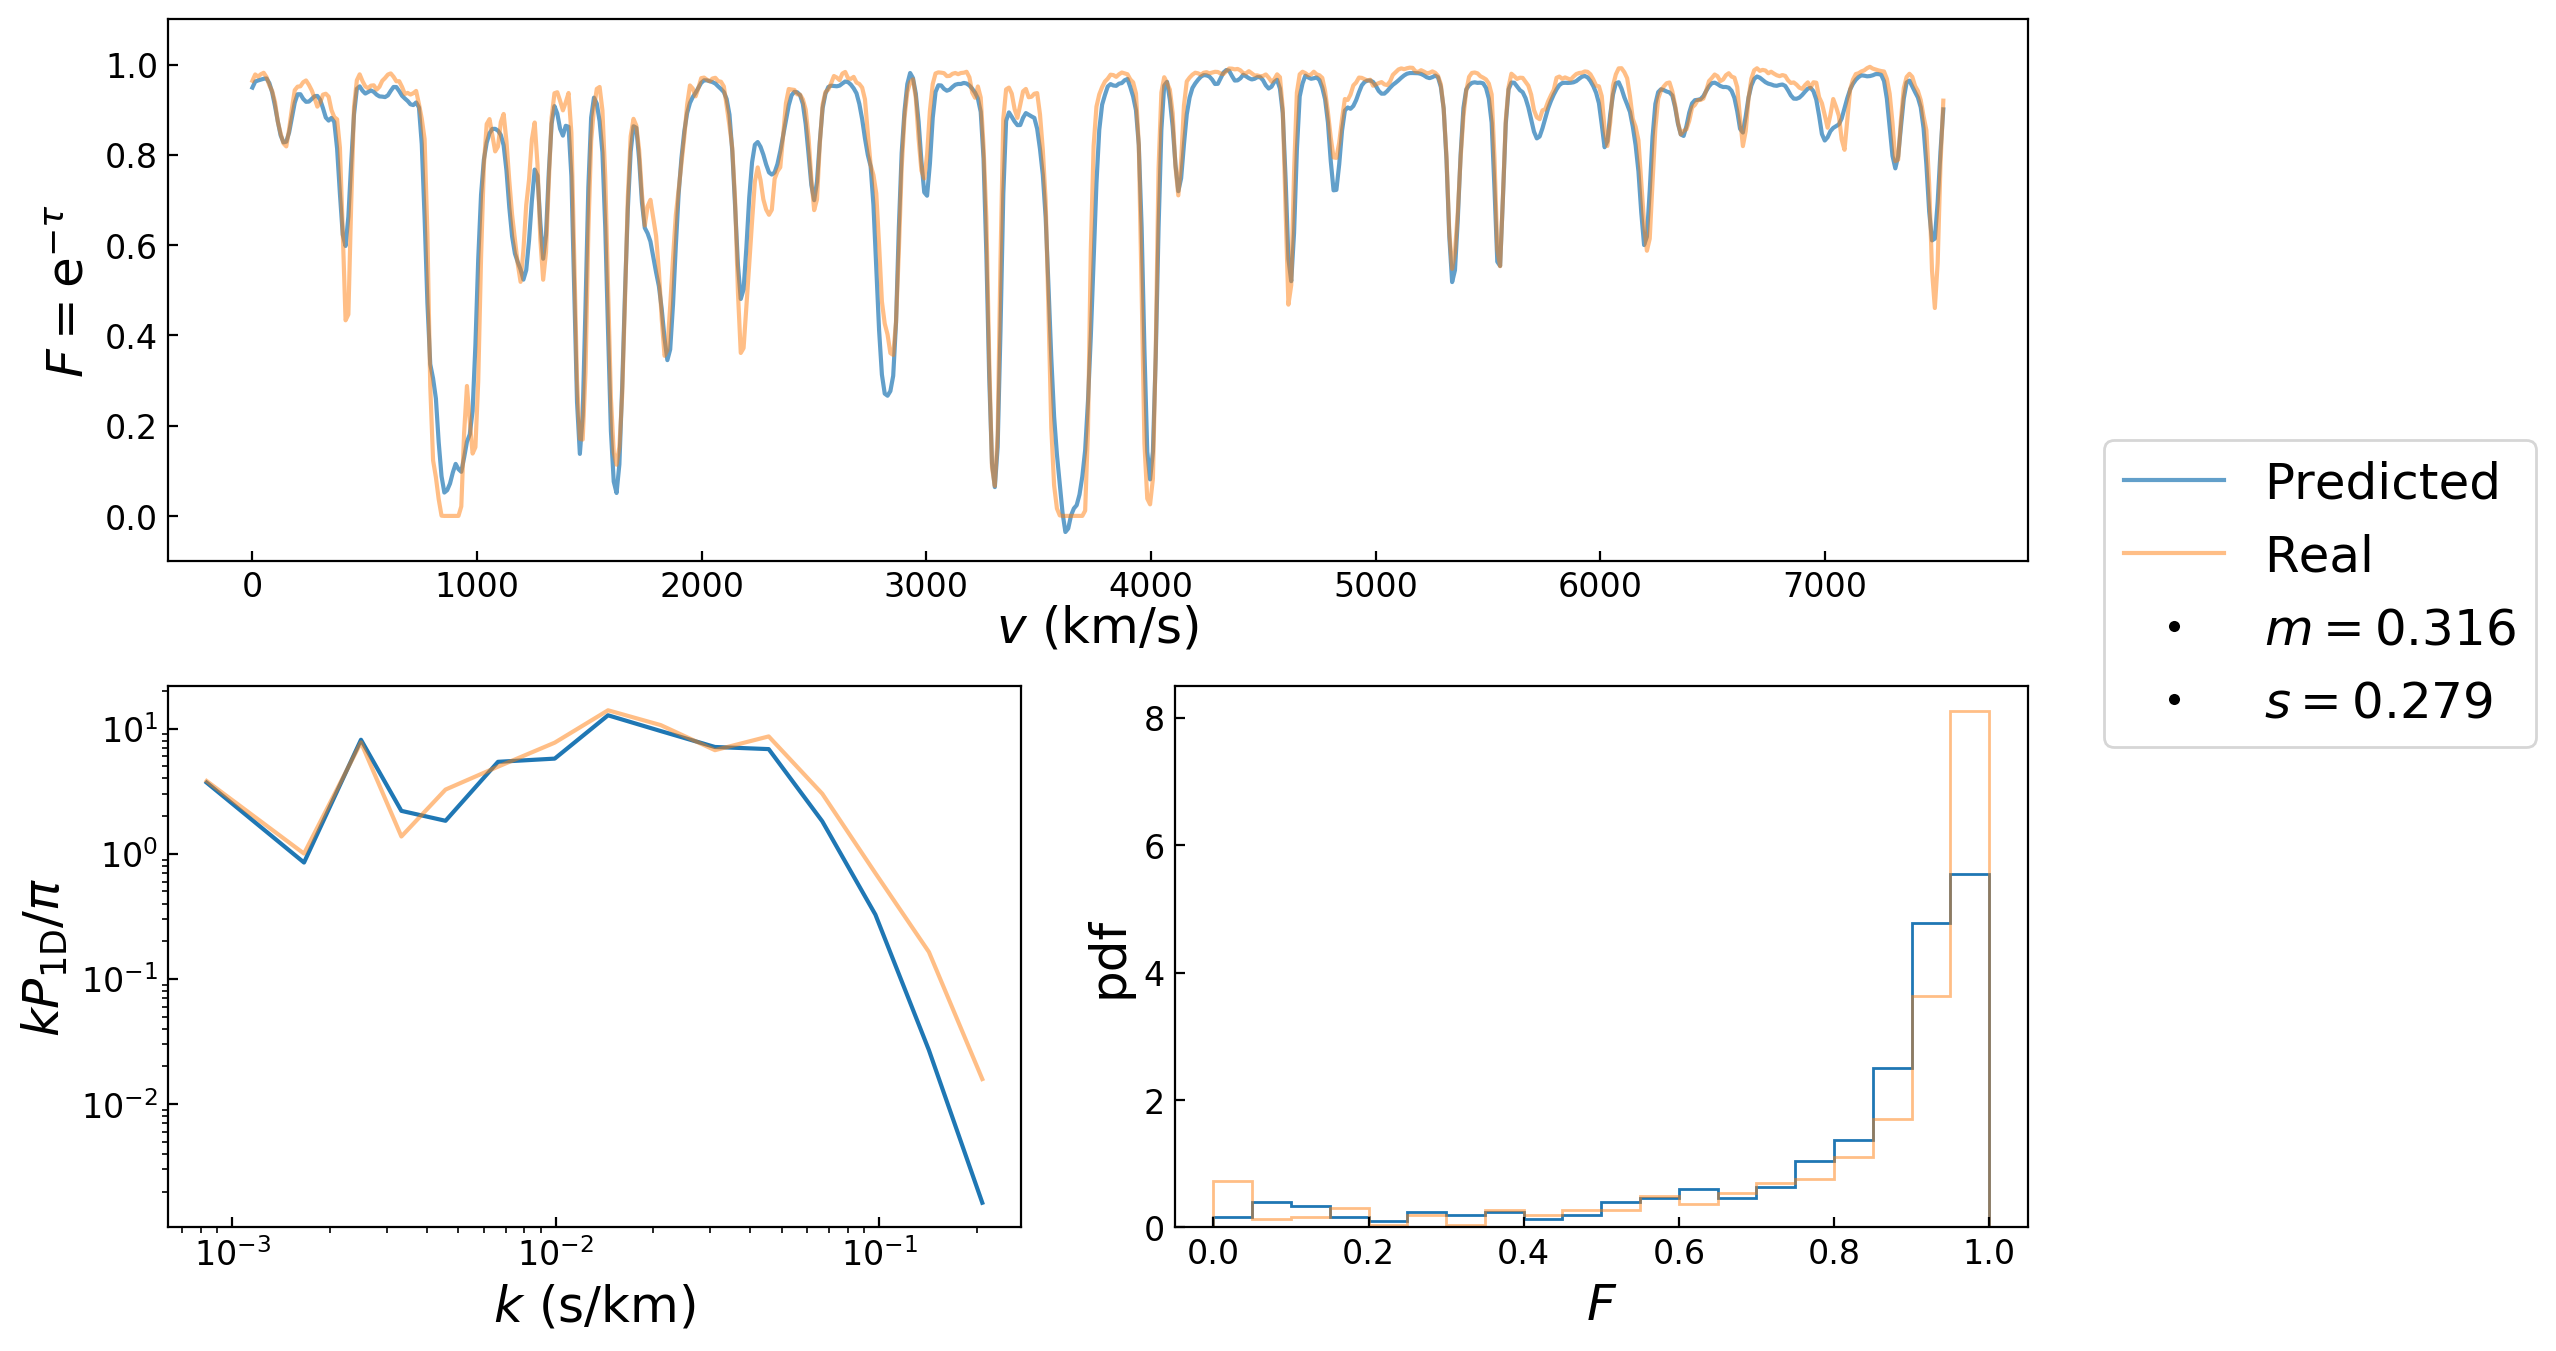 F = e^{−τ}
1.0
0.8
0.6
0.4
0.2
0.0
0 1000 2000 3000 4000 5000 6000 7000
v (km/s)
Predicted
Real
m = 0.316
s = 0.279
kP_{1D}/π
10^1
10^0
10^{−1}
10^{−2}
10^{−3} 10^{−2} 10^{−1}
k (s/km)
pdf
8
6
4
2
0
0.0 0.2 0.4 0.6 0.8 1.0
F